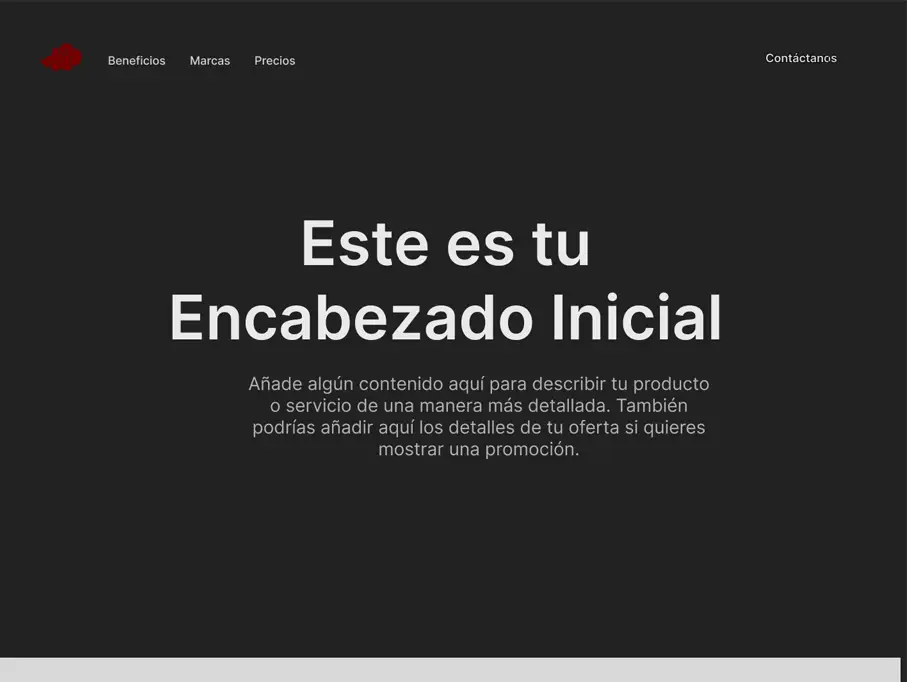 Beneficios Marcas Precios Contáctanos
Este es tu
Encabezado Inicial
Añade algún contenido aquí para describir tu producto
o servicio de una manera más detallada. También
podrías añadir aquí los detalles de tu oferta si quieres
mostrar una promoción.